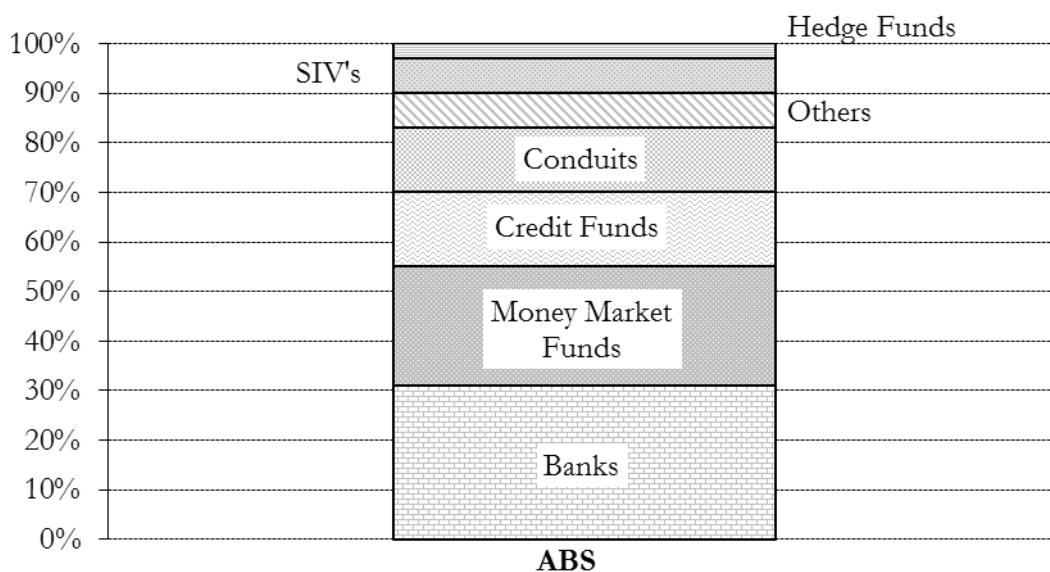 Hedge Funds
100%
SIV's
90%
Others
80%
Conduits
70%
Credit Funds
60%
50%
Money Market
Funds
40%
30%
20%
Banks
10%
0%
ABS